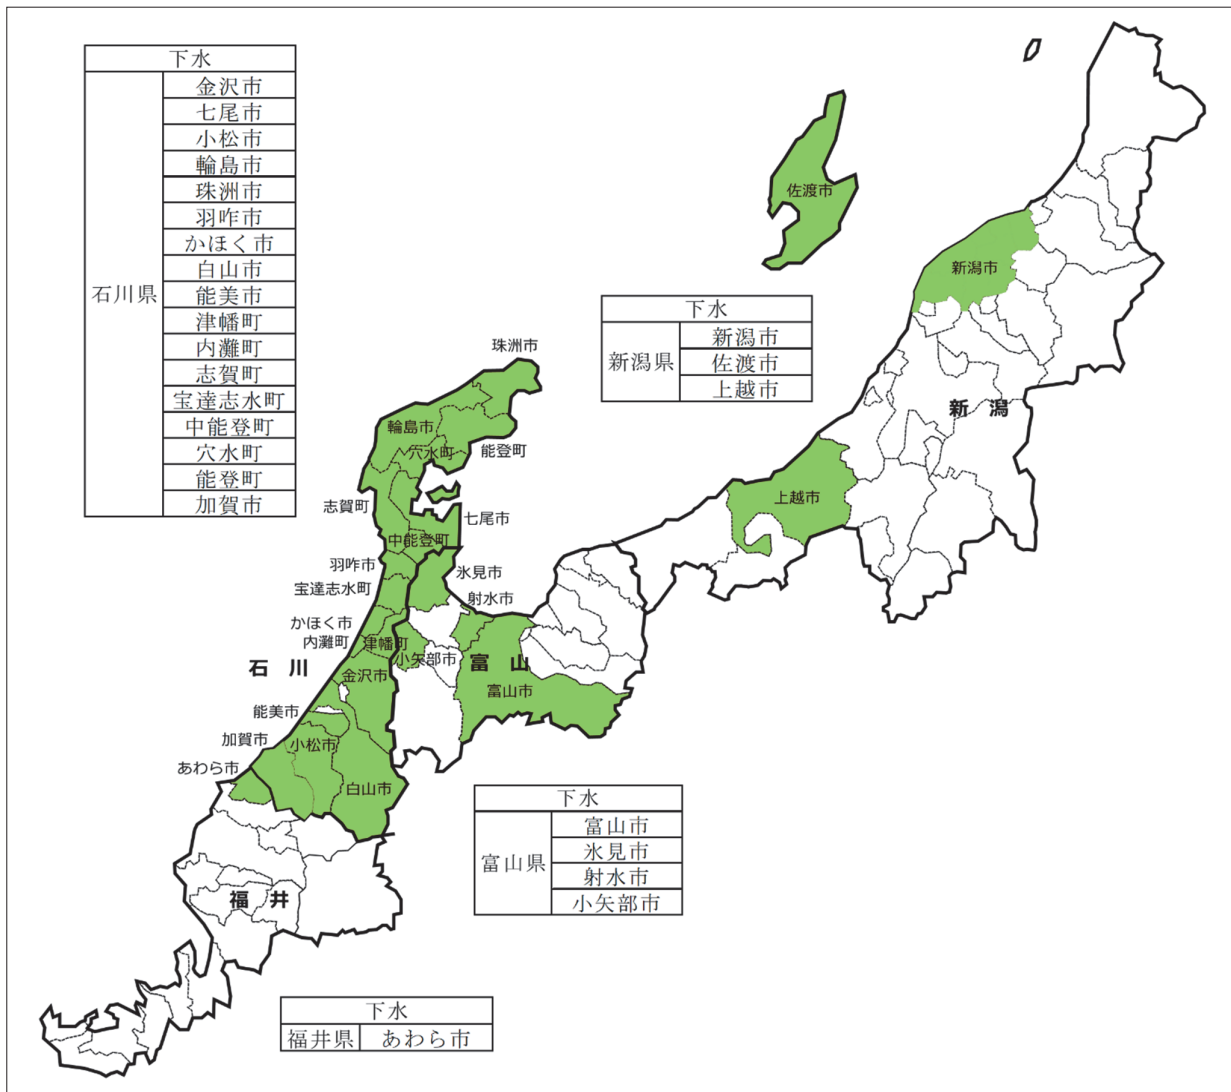 下水
石川県
金沢市
七尾市
小松市
輪島市
珠洲市
羽咋市
かほく市
白山市
能美市
津幡町
内灘町
志賀町
宝達志水町
中能登町
穴水町
能登町
加賀市
佐渡市
新潟市
下水
新潟県
新潟市
佐渡市
上越市
新 潟
上越市
珠洲市
輪島市
穴水町
能登町
志賀町
七尾市
中能登町
羽咋市
氷見市
宝達志水町
射水市
かほく市
内灘町
津幡町
小矢部市
石 川
富 山
金沢市
富山市
能美市
加賀市
小松市
あわら市
白山市
下水
富山県
富山市
氷見市
射水市
小矢部市
福 井
下水
福井県 あわら市